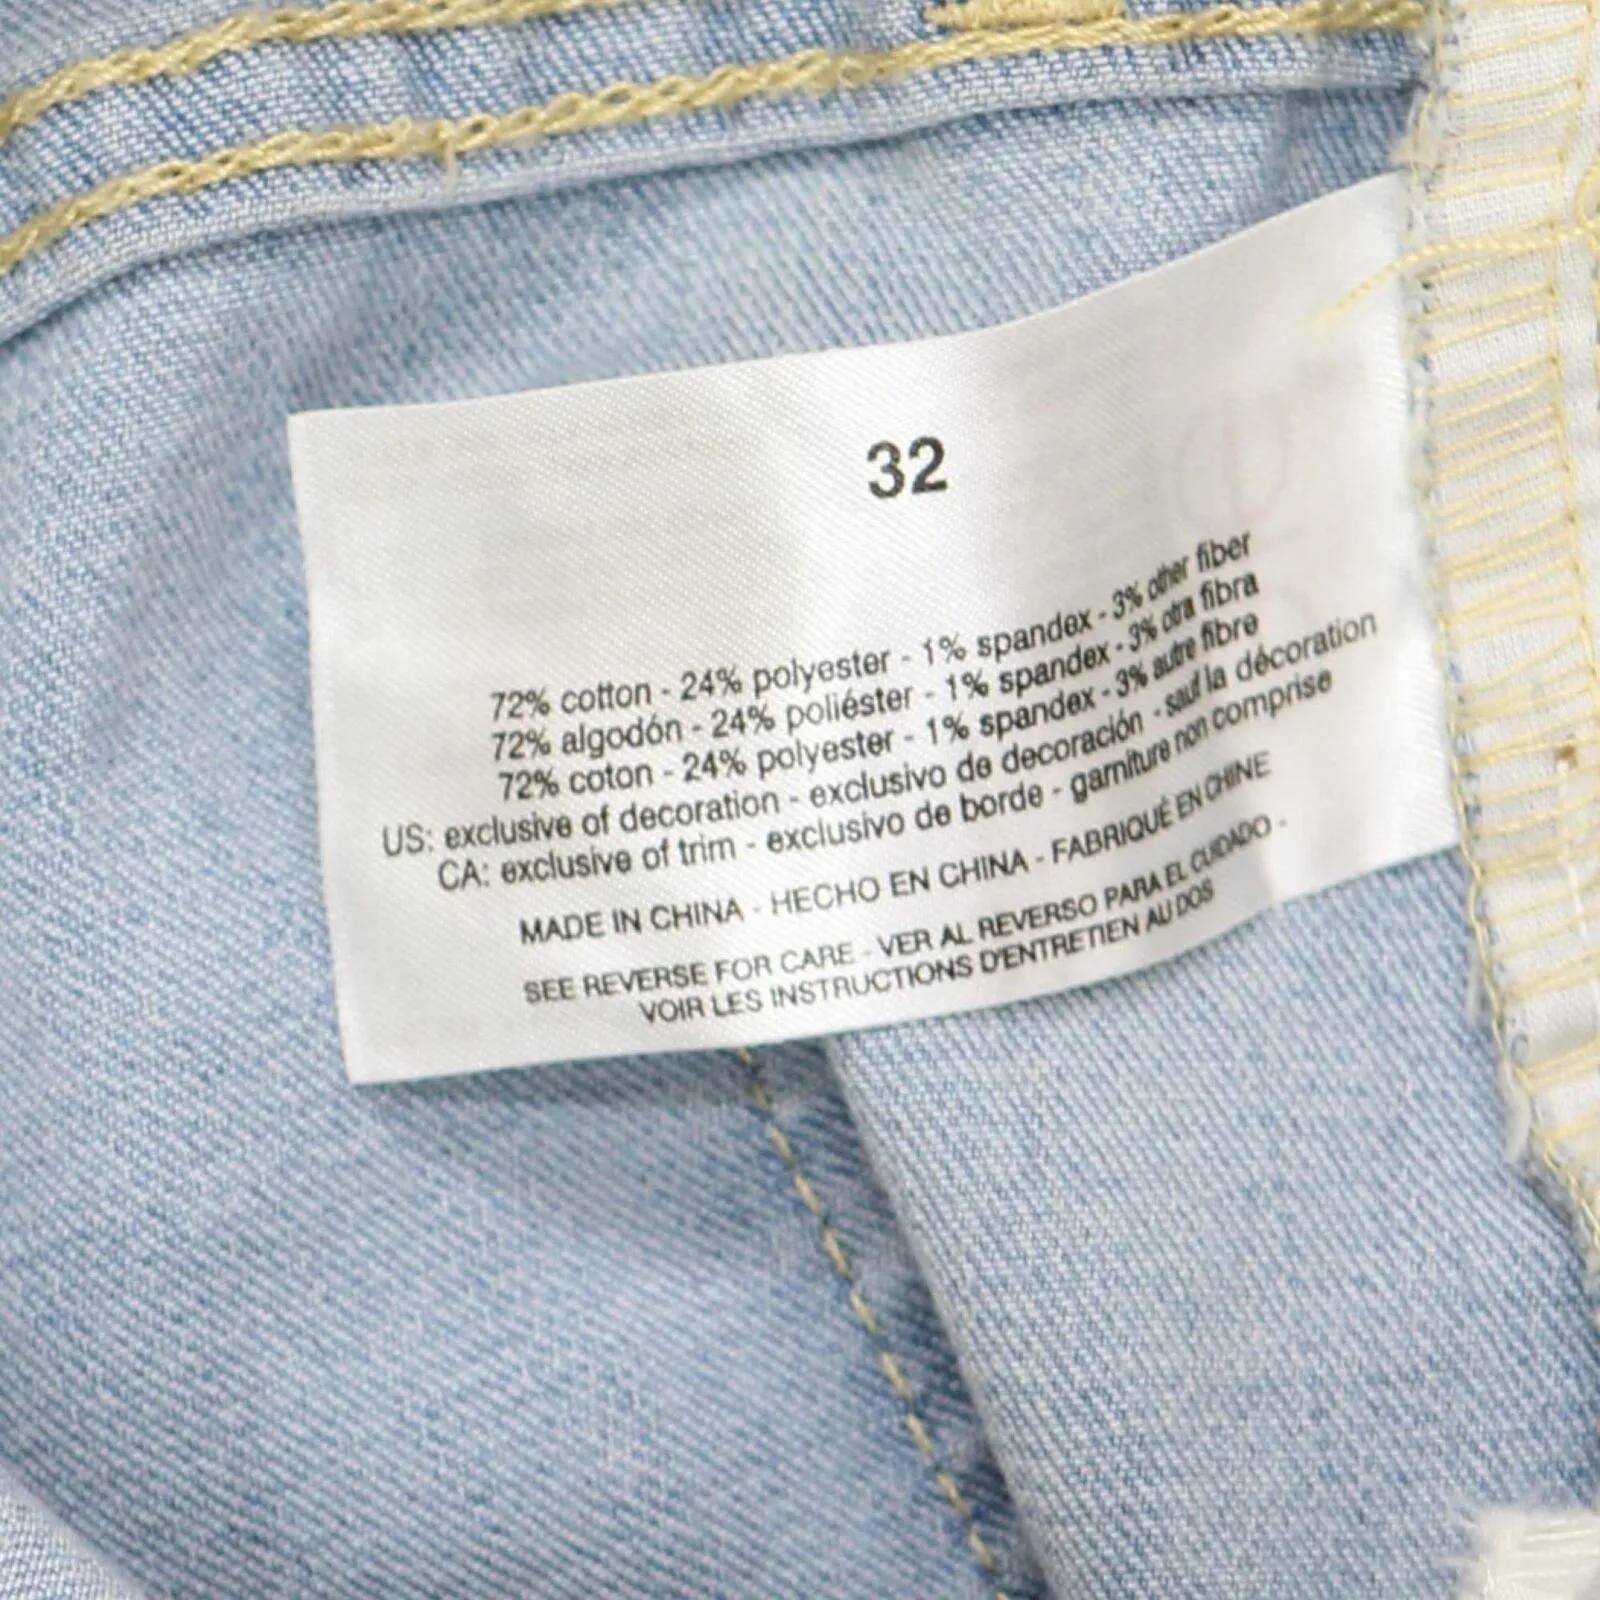 32
72% cotton - 24% polyester - 1% spandex - 3% other fiber
72% algodón - 24% poliéster - 1% spandex - 3% otra fibra
72% coton - 24% polyester - 1% spandex - 3% autre fibre
US: exclusive of decoration - exclusivo de decoración - sauf la décoration
CA: exclusive of trim - exclusivo de borde - garniture non comprise
MADE IN CHINA - HECHO EN CHINA - FABRIQUÉ EN CHINE
SEE REVERSE FOR CARE - VER AL REVERSO PARA EL CUIDADO -
VOIR LES INSTRUCTIONS D'ENTRETIEN AU DOS